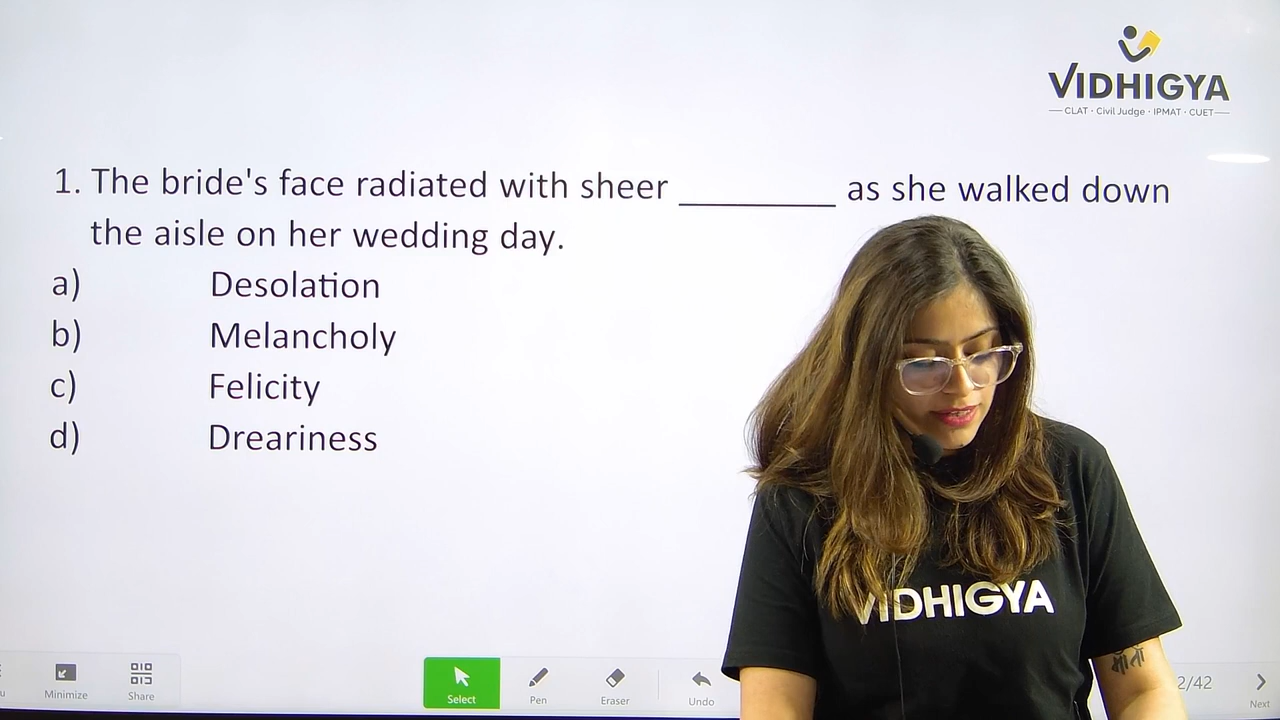 VIDHIGYA
CLAT · Civil Judge · IPMAT · CUET
1. The bride's face radiated with sheer ________ as she walked down
the aisle on her wedding day.
a) Desolation
b) Melancholy
c) Felicity
d) Dreariness
VIDHIGYA
माँ
Minimize
Share
Select
Pen
Eraser
Undo
2/42
Next